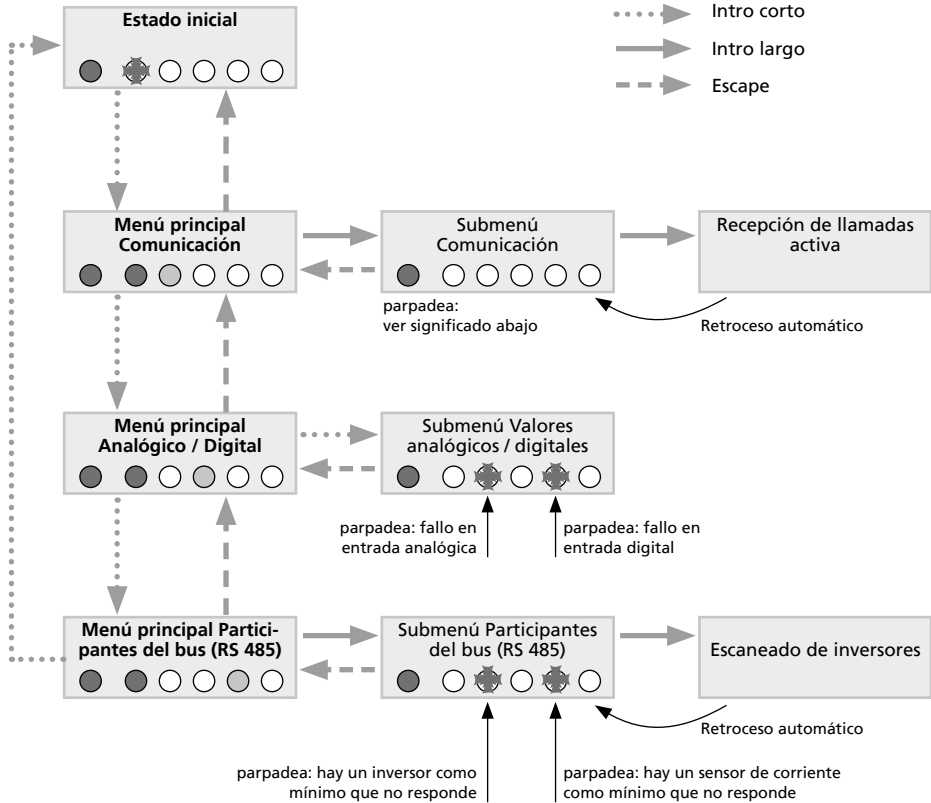 Estado inicial
Intro corto
Intro largo
Escape
Menú principal
Comunicación
Submenú
Comunicación
Recepción de llamadas
activa
parpadea:
ver significado abajo
Retroceso automático
Menú principal
Analógico / Digital
Submenú Valores
analógicos / digitales
parpadea: fallo en
entrada analógica
parpadea: fallo en
entrada digital
Menú principal Partici-
pantes del bus (RS 485)
Submenú Participantes
del bus (RS 485)
Escaneado de inversores
Retroceso automático
parpadea: hay un inversor como
mínimo que no responde
parpadea: hay un sensor de corriente
como mínimo que no responde